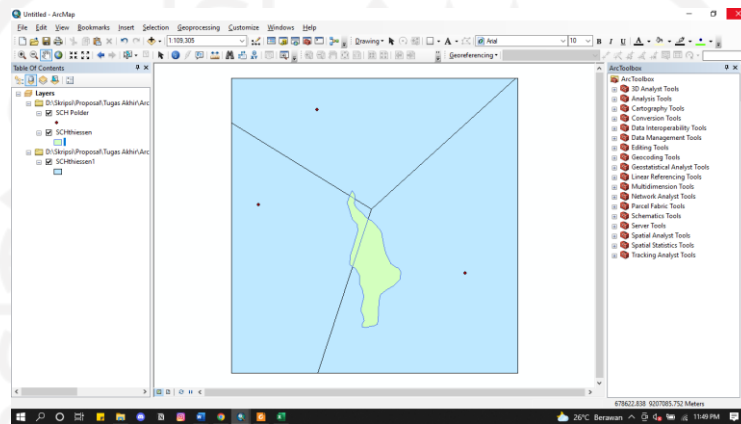 Untitled - ArcMap
File Edit View Bookmarks Insert Selection Geoprocessing Customize Windows Help
1:109,305
Drawing
Arial
10
B I U A
Georeferencing
Table Of Contents
Layers
D:\Skripsi\Proposal\Tugas Akhir\Arc
SCH Polder
SCHthiessen
D:\Skripsi\Proposal\Tugas Akhir\Arc
SCHthiessen1
ArcToolbox
ArcToolbox
3D Analyst Tools
Analysis Tools
Cartography Tools
Conversion Tools
Data Interoperability Tools
Data Management Tools
Editing Tools
Geocoding Tools
Geostatistical Analyst Tools
Linear Referencing Tools
Multidimension Tools
Network Analyst Tools
Parcel Fabric Tools
Schematics Tools
Server Tools
Spatial Analyst Tools
Spatial Statistics Tools
Tracking Analyst Tools
678622.838 9207085.752 Meters
26°C Berawan
11:49 PM